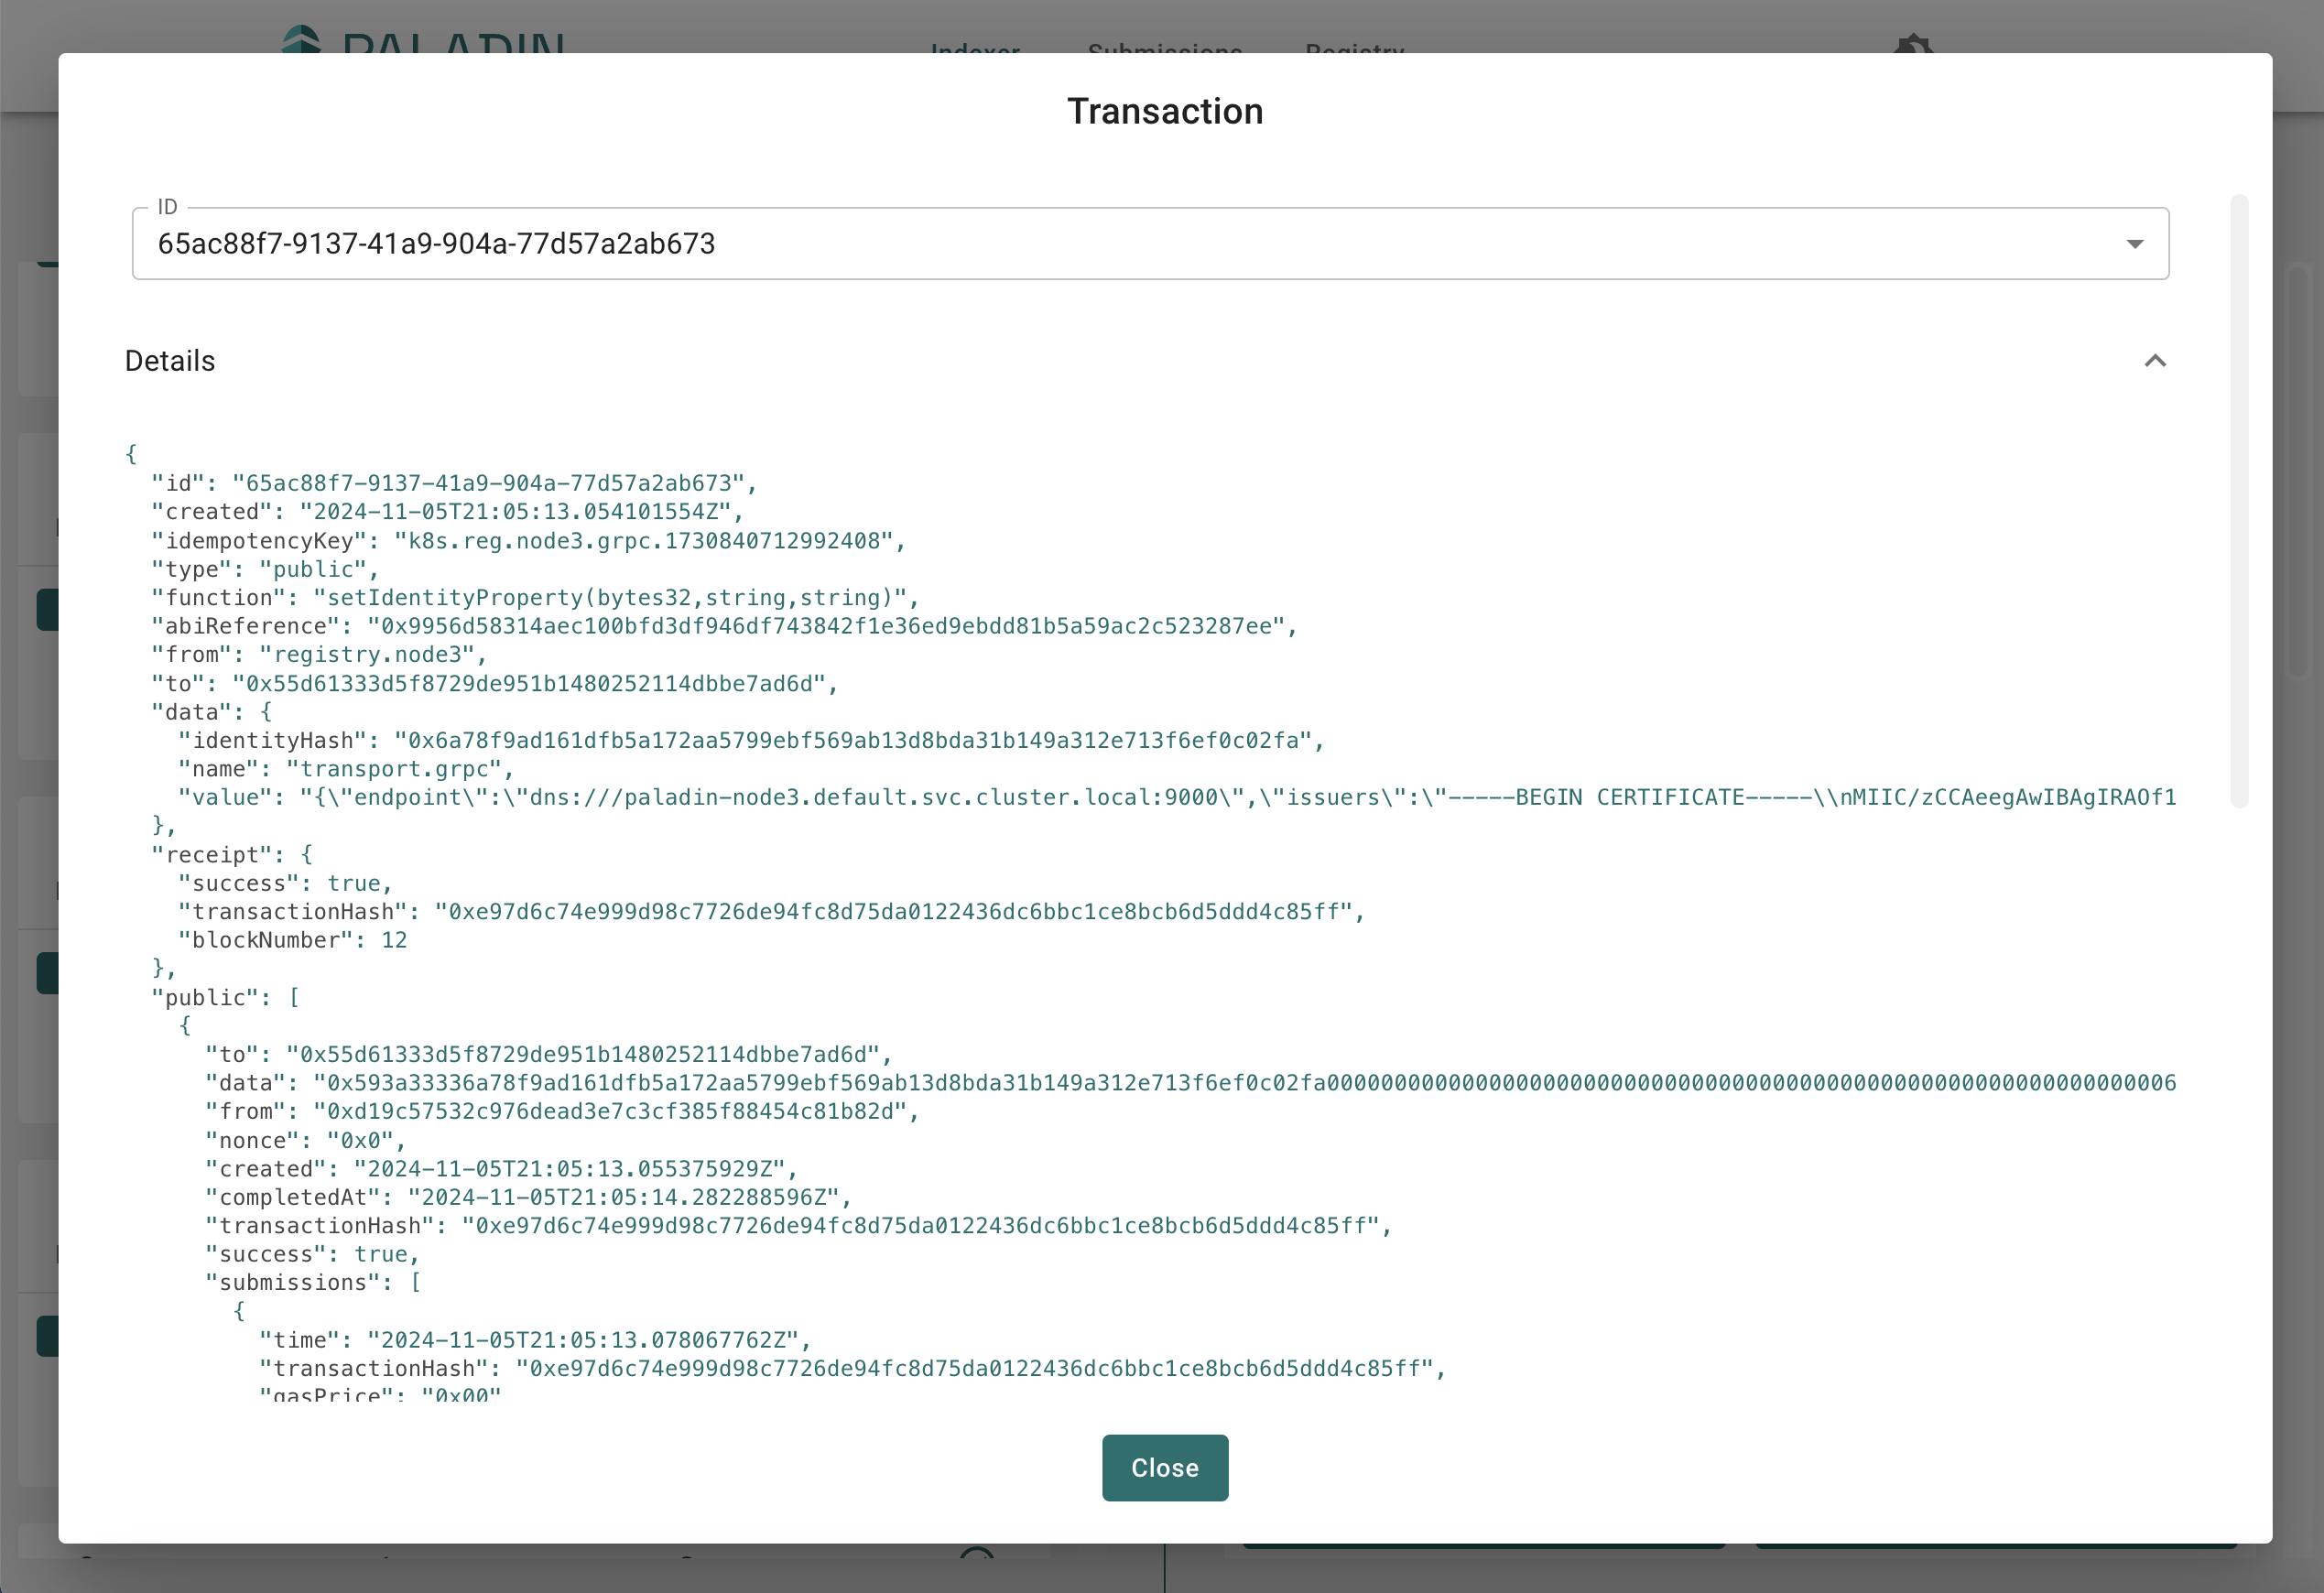 PALADIN
Indexer Submissions Registry
Transaction
ID
65ac88f7-9137-41a9-904a-77d57a2ab673
Details
{
"id": "65ac88f7-9137-41a9-904a-77d57a2ab673",
"created": "2024-11-05T21:05:13.054101554Z",
"idempotencyKey": "k8s.reg.node3.grpc.1730840712992408",
"type": "public",
"function": "setIdentityProperty(bytes32,string,string)",
"abiReference": "0x9956d58314aec100bfd3df946df743842f1e36ed9ebdd81b5a59ac2c523287ee",
"from": "registry.node3",
"to": "0x55d61333d5f8729de951b1480252114dbbe7ad6d",
"data": {
"identityHash": "0x6a78f9ad161dfb5a172aa5799ebf569ab13d8bda31b149a312e713f6ef0c02fa",
"name": "transport.grpc",
"value": "{\"endpoint\":\"dns:///paladin-node3.default.svc.cluster.local:9000\",\"issuers\":\"-----BEGIN CERTIFICATE-----\\nMIIC/zCCAeegAwIBAgIRAOf1
},
"receipt": {
"success": true,
"transactionHash": "0xe97d6c74e999d98c7726de94fc8d75da0122436dc6bbc1ce8bcb6d5ddd4c85ff",
"blockNumber": 12
},
"public": [
{
"to": "0x55d61333d5f8729de951b1480252114dbbe7ad6d",
"data": "0x593a33336a78f9ad161dfb5a172aa5799ebf569ab13d8bda31b149a312e713f6ef0c02fa000000000000000000000000000000000000000000000000000000000000006
"from": "0xd19c57532c976dead3e7c3cf385f88454c81b82d",
"nonce": "0x0",
"created": "2024-11-05T21:05:13.055375929Z",
"completedAt": "2024-11-05T21:05:14.282288596Z",
"transactionHash": "0xe97d6c74e999d98c7726de94fc8d75da0122436dc6bbc1ce8bcb6d5ddd4c85ff",
"success": true,
"submissions": [
{
"time": "2024-11-05T21:05:13.078067762Z",
"transactionHash": "0xe97d6c74e999d98c7726de94fc8d75da0122436dc6bbc1ce8bcb6d5ddd4c85ff",
"gasPrice": "0x00"
Close